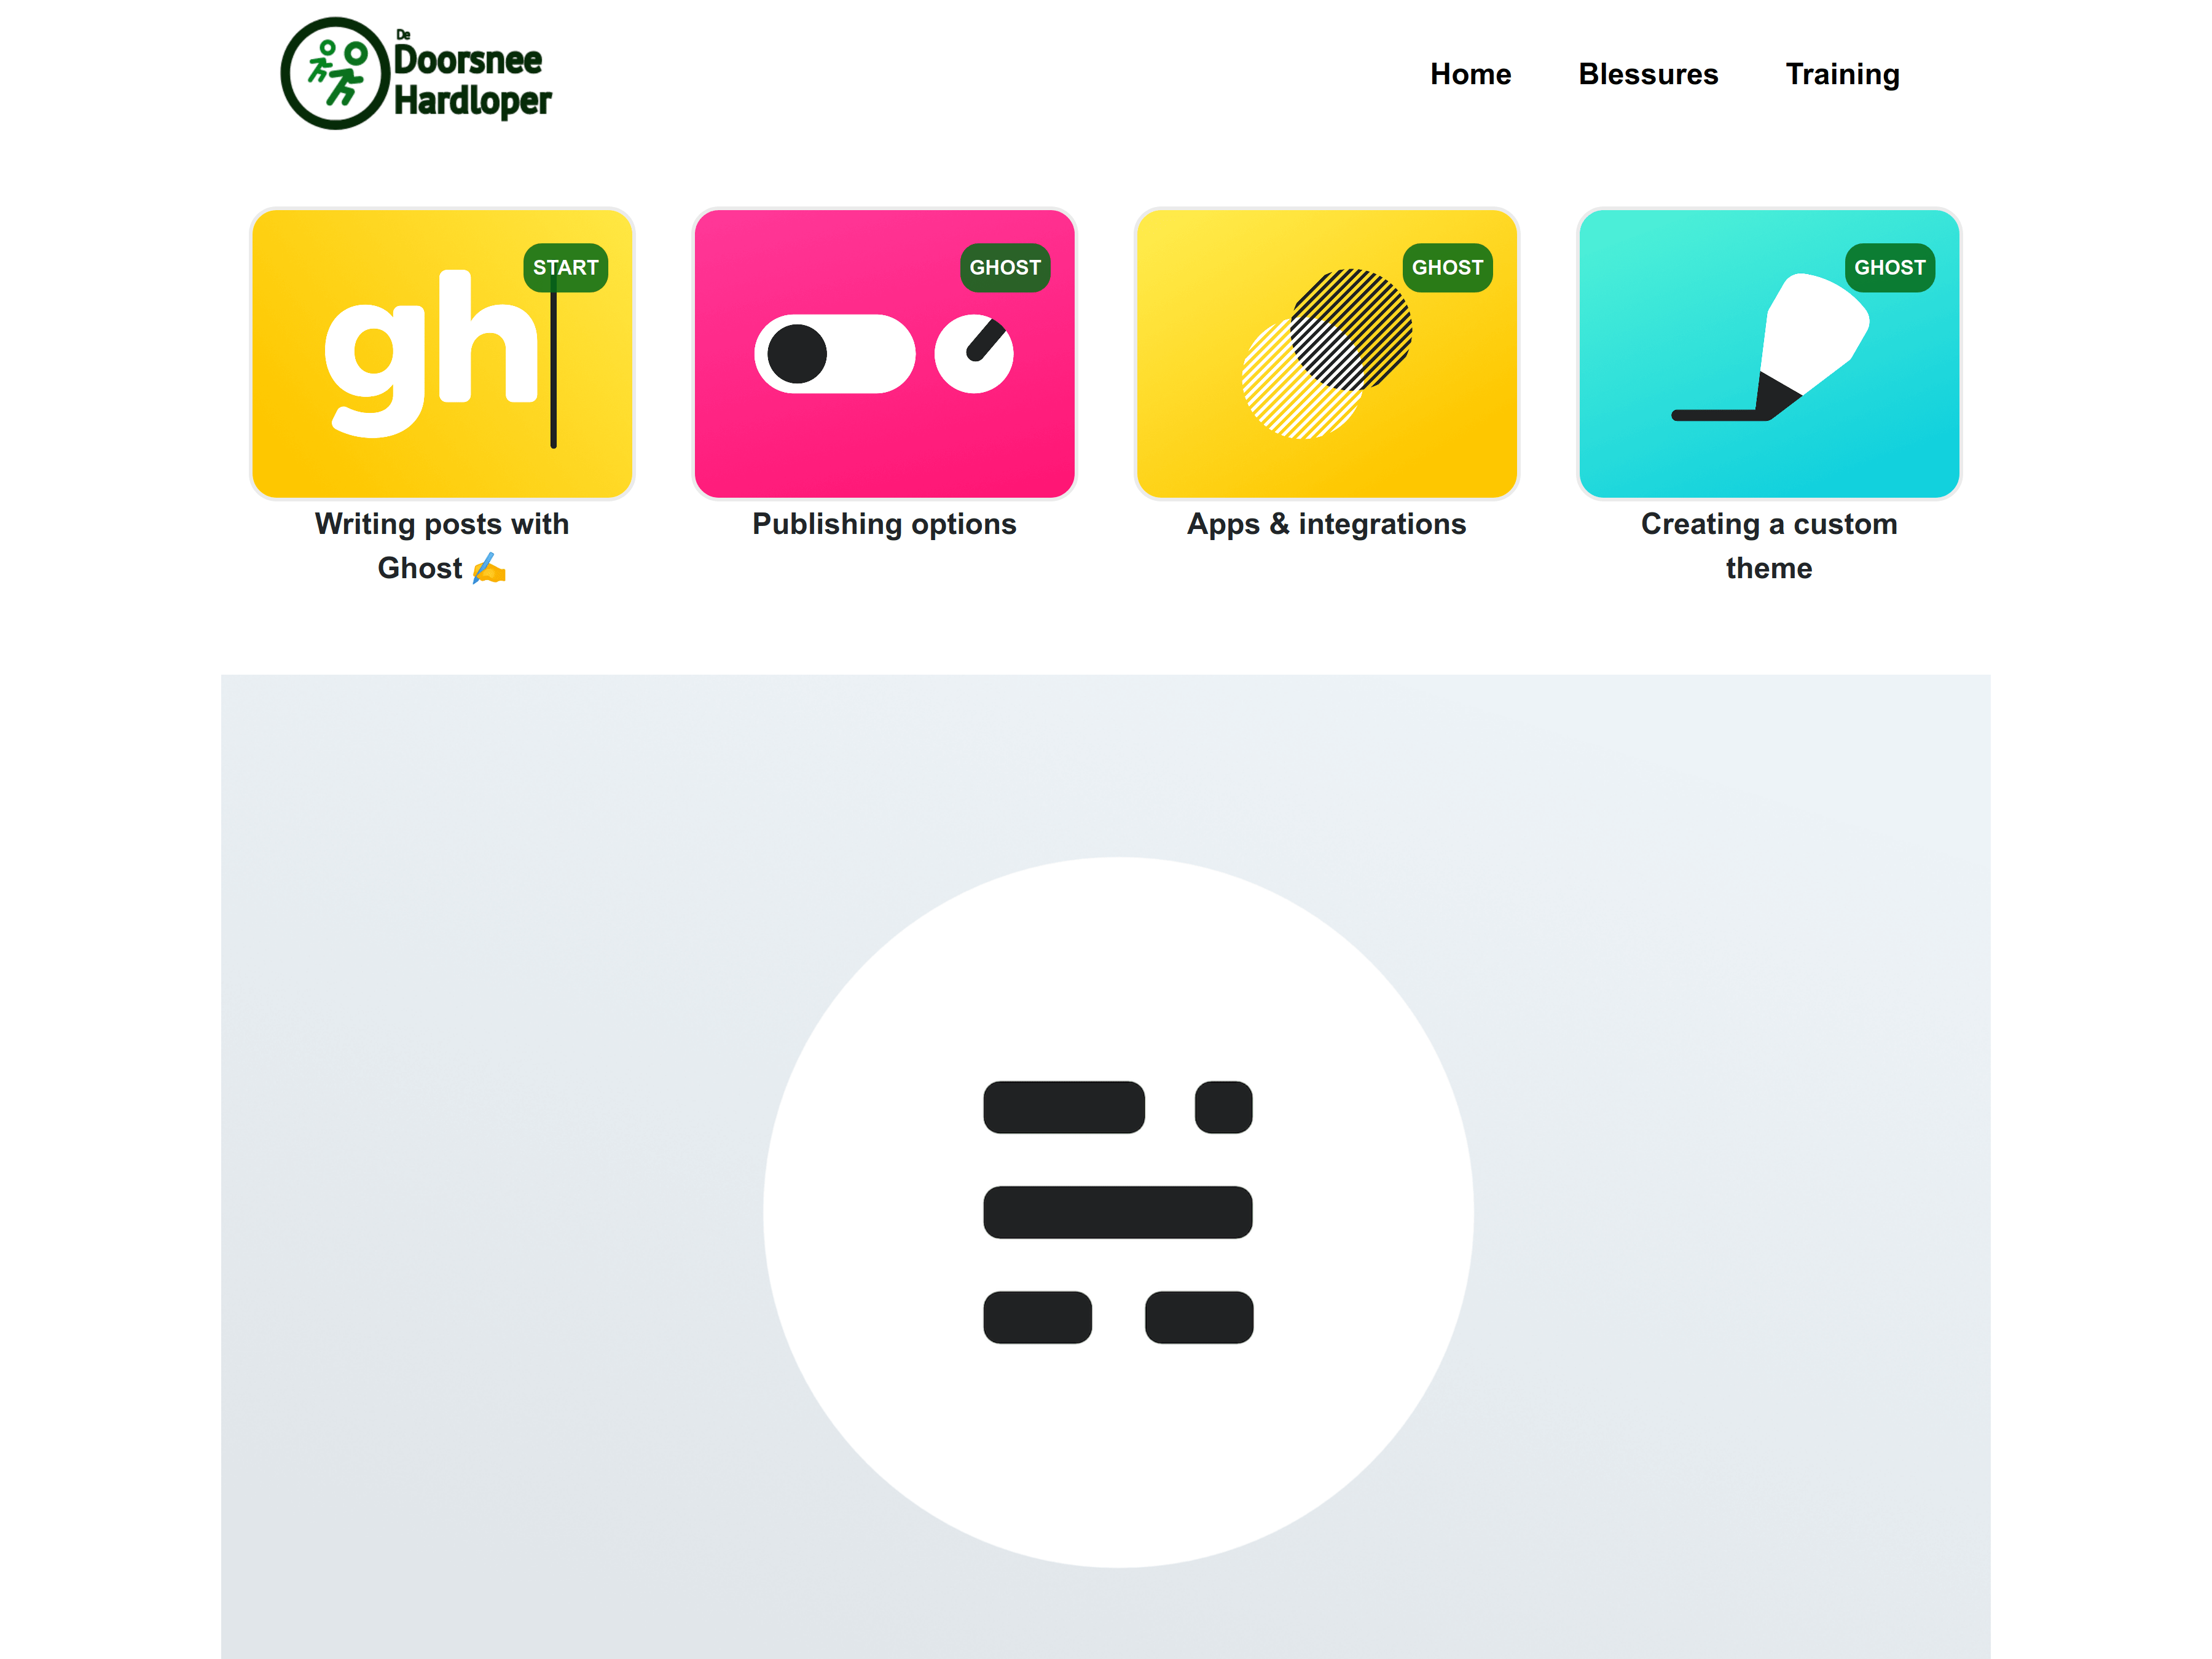 De
Doorsnee
Hardloper
Home Blessures Training
START
gh
GHOST
GHOST
GHOST
Writing posts with
Ghost ✍️
Publishing options
Apps & integrations
Creating a custom
theme